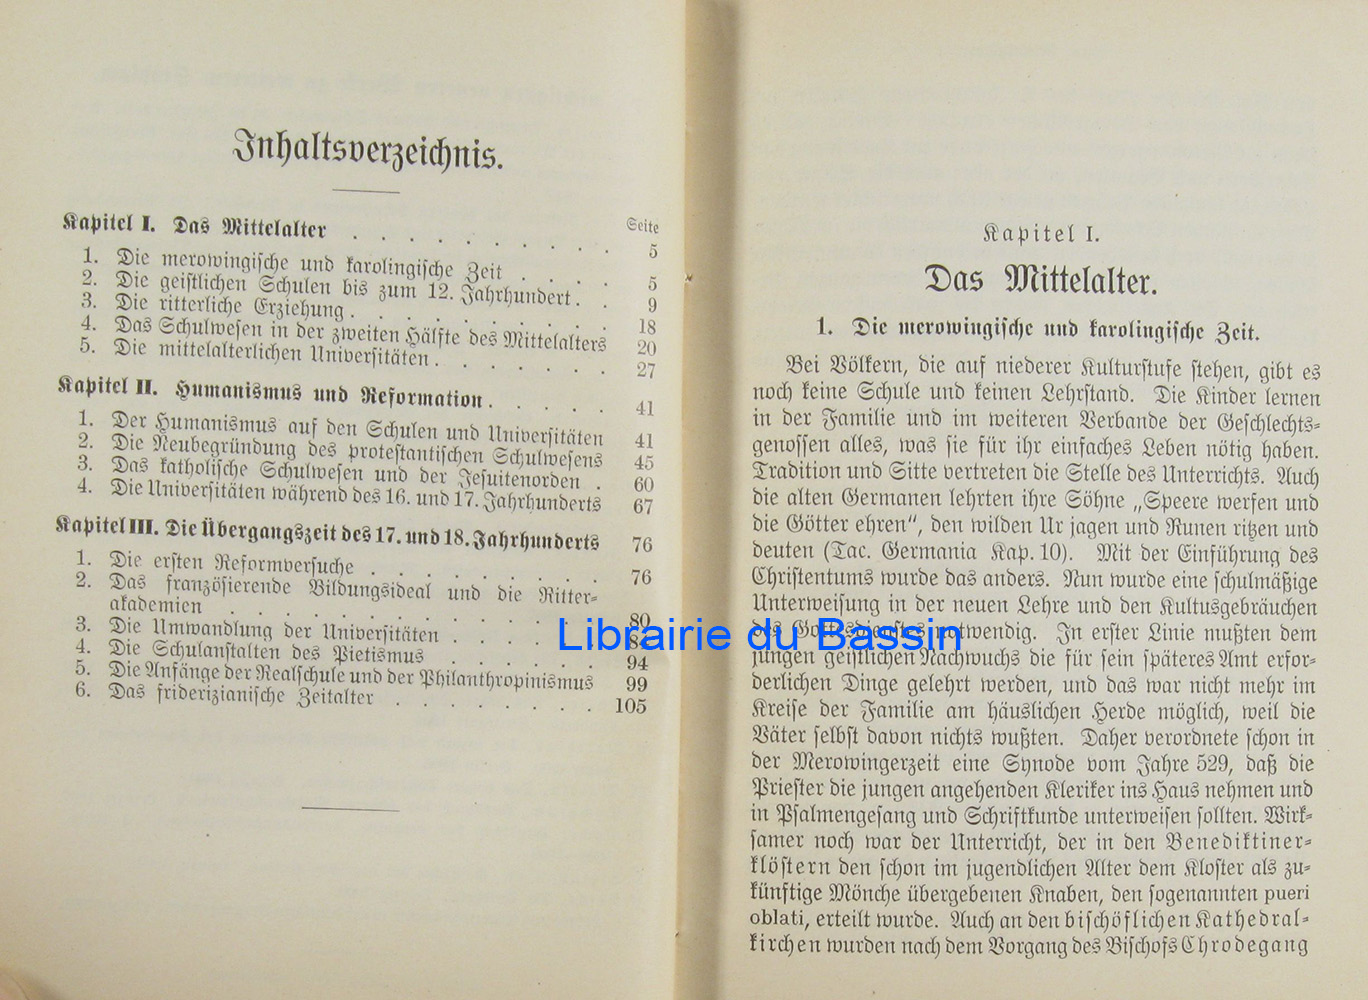 Inhaltsverzeichnis.
Seite
Kapitel I. Das Mittelalter . . . . . . . . . . 5
1. Die merowingische und karolingische Zeit . . . . 5
2. Die geistlichen Schulen bis zum 12. Jahrhundert . . 9
3. Die ritterliche Erziehung . . . . . . . . . . 18
4. Das Schulwesen in der zweiten Hälfte des Mittelalters 20
5. Die mittelalterlichen Universitäten . . . . . . . 27
Kapitel II. Humanismus und Reformation . . . . . 41
1. Der Humanismus auf den Schulen und Universitäten 41
2. Die Neubegründung des protestantischen Schulwesens 45
3. Das katholische Schulwesen und der Jesuitenorden . 60
4. Die Universitäten während des 16. und 17. Jahrhunderts 67
Kapitel III. Die Übergangszeit des 17. und 18. Jahrhunderts 76
1. Die ersten Reformversuche . . . . . . . . . 76
2. Das französierende Bildungsideal und die Ritter-
akademien . . . . . . . . . . . . . . 80
3. Die Umwandlung der Universitäten . . . . .
4. Die Schulanstalten des Pietismus . . . . . . 94
5. Die Anfänge der Realschule und der Philanthropinismus 99
6. Das friderizianische Zeitalter . . . . . . . . 105
Kapitel I.
Das Mittelalter.
1. Die merowingische und karolingische Zeit.
Bei Völkern, die auf niederer Kulturstufe stehen, gibt es
noch keine Schule und keinen Lehrstand. Die Kinder lernen
in der Familie und im weiteren Verbande der Geschlechts-
genossen alles, was sie für ihr einfaches Leben nötig haben.
Tradition und Sitte vertreten die Stelle des Unterrichts. Auch
die alten Germanen lehrten ihre Söhne „Speere werfen und
die Götter ehren“, den wilden Ur jagen und Runen ritzen und
deuten (Tac. Germania Kap. 10). Mit der Einführung des
Christentums wurde das anders. Nun wurde eine schulmäßige
Unterweisung in der neuen Lehre und den Kultusgebräuchen
des Gottesdienstes notwendig. In erster Linie mußten dem
jungen geistlichen Nachwuchs die für sein späteres Amt erfor-
derlichen Dinge gelehrt werden, und das war nicht mehr im
Kreise der Familie am häuslichen Herde möglich, weil die
Väter selbst davon nichts wußten. Daher verordnete schon in
der Merowingerzeit eine Synode vom Jahre 529, daß die
Priester die jungen angehenden Kleriker ins Haus nehmen und
in Psalmengesang und Schriftkunde unterweisen sollten. Wirk-
samer noch war der Unterricht, der in den Benediktiner-
klöstern den schon im jugendlichen Alter dem Kloster als zu-
künftige Mönche übergebenen Knaben, den sogenannten pueri
oblati, erteilt wurde. Auch an den bischöflichen Kathedral-
kirchen wurden nach dem Vorgang des Bischofs Chrodegang
Librairie du Bassin